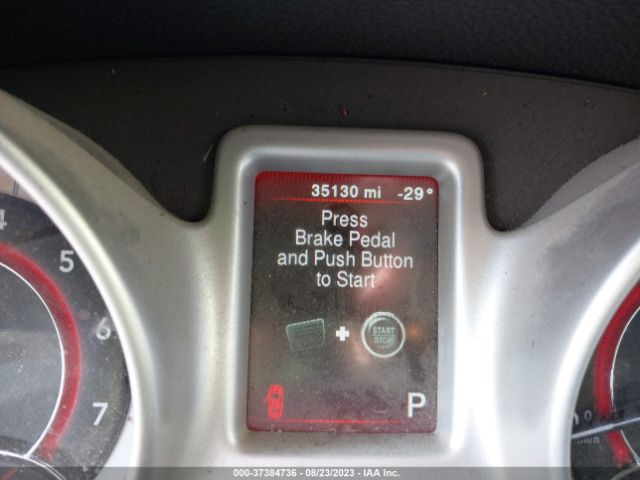 35130 mi -29°
Press
Brake Pedal
and Push Button
to Start
+ START
STOP
P
4
5
6
7
000-37384736 - 08/23/2023 - IAA Inc.